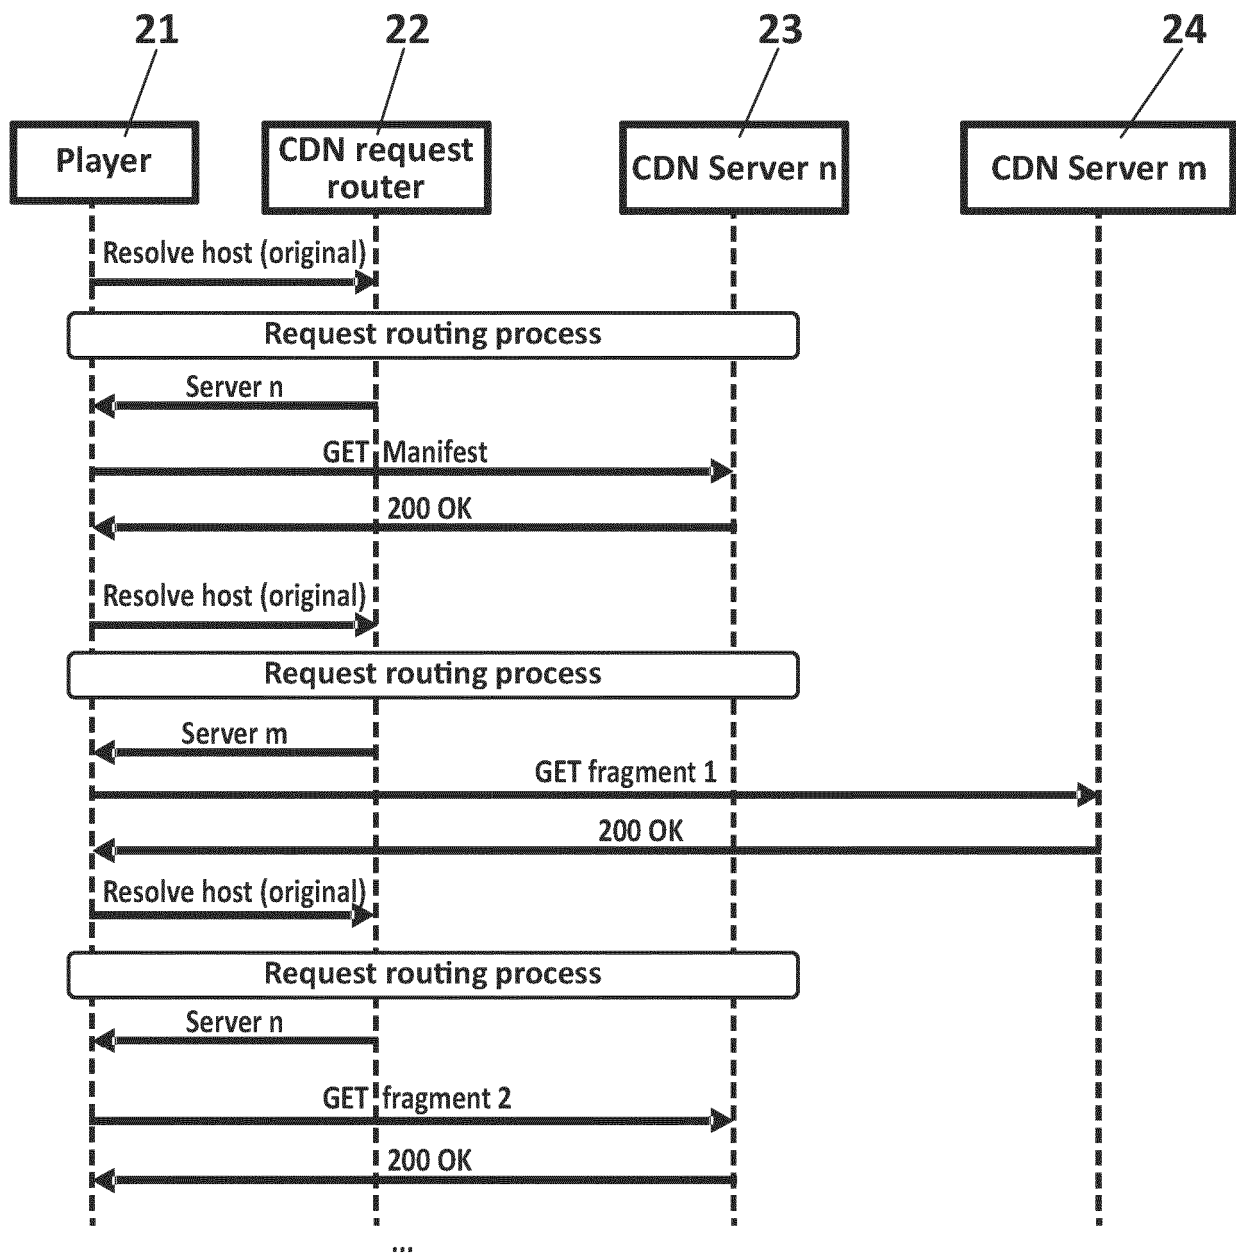 21 22 23 24
Player
CDN request
router
CDN Server n
CDN Server m
Resolve host (original)
Request routing process
Server n
GET Manifest
200 OK
Resolve host (original)
Request routing process
Server m
GET fragment 1
200 OK
Resolve host (original)
Request routing process
Server n
GET fragment 2
200 OK
...